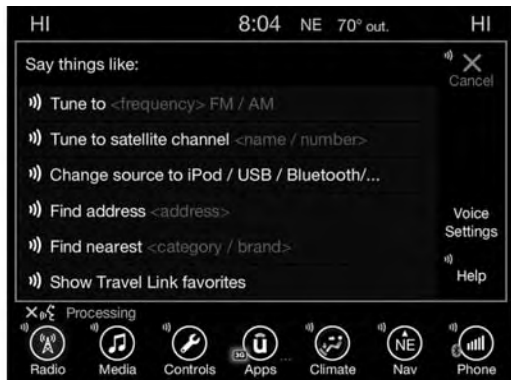 HI 8:04 NE 70° out. HI
Say things like:
Cancel
Tune to <frequency> FM / AM
Tune to satellite channel <name / number>
Change source to iPod / USB / Bluetooth/...
Find address <address>
Find nearest <category / brand>
Show Travel Link favorites
Voice
Settings
Help
Processing
3G
NE
Radio Media Controls Apps ... Climate Nav Phone